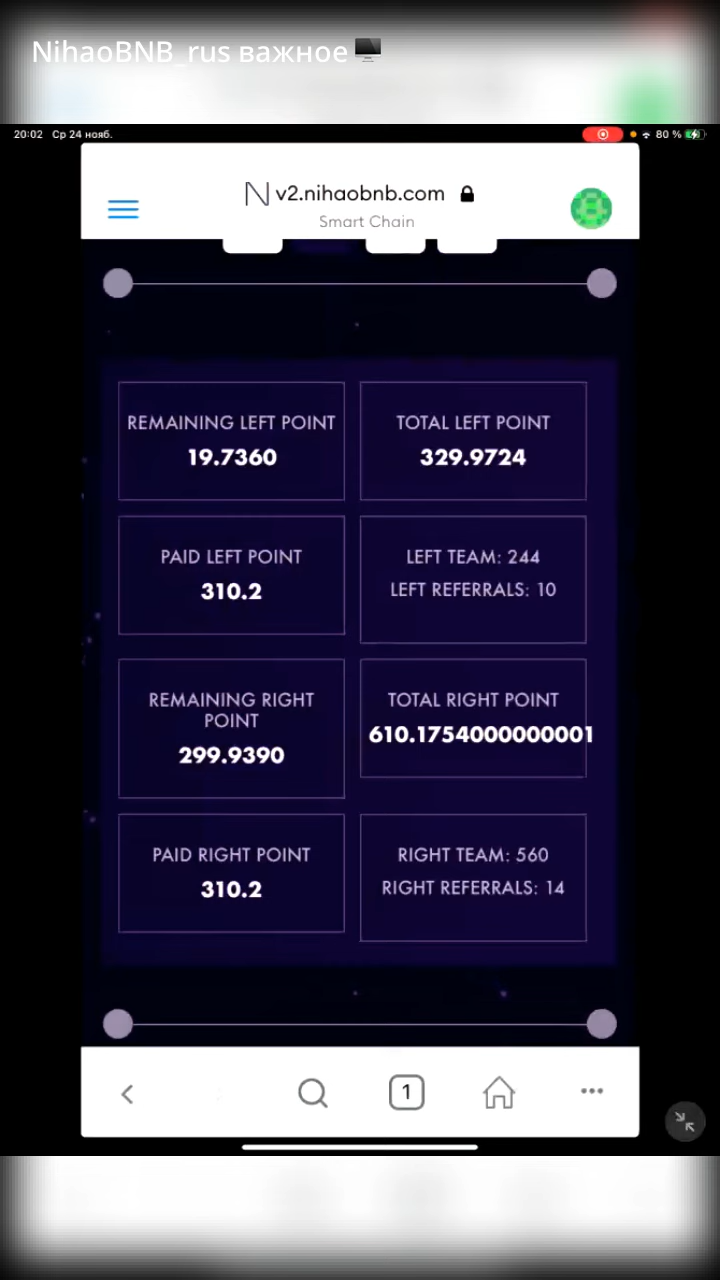 NihaoBNB_rus важное
20:02 Ср 24 нояб.
80 %
N v2.nihaobnb.com
Smart Chain
REMAINING LEFT POINT
19.7360
TOTAL LEFT POINT
329.9724
PAID LEFT POINT
310.2
LEFT TEAM: 244
LEFT REFERRALS: 10
REMAINING RIGHT
POINT
299.9390
TOTAL RIGHT POINT
610.1754000000001
PAID RIGHT POINT
310.2
RIGHT TEAM: 560
RIGHT REFERRALS: 14
1